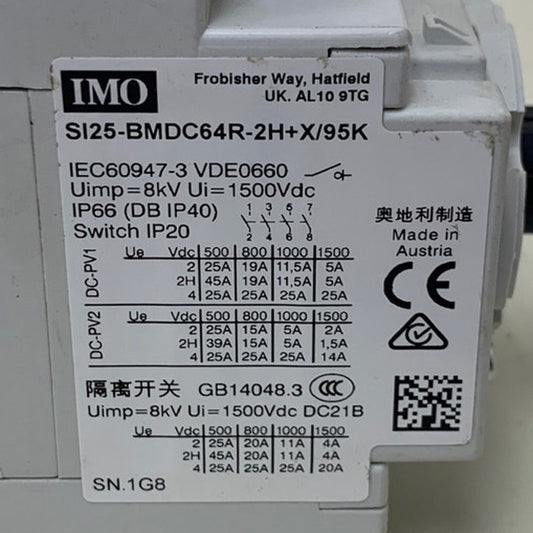 IMO
Frobisher Way, Hatfield
UK. AL10 9TG
SI25-BMDC64R-2H+X/95K
IEC60947-3 VDE0660
Uimp=8kV Ui=1500Vdc
IP66 (DB IP40)
Switch IP20
1 3 5 7
2 4 6 8
奥地利制造
Made in
Austria
CE
DC-PV1
Ue Vdc 500 800 1000 1500
2 25A 19A 11,5A 5A
2H 45A 19A 11,5A 5A
4 25A 25A 25A 25A
DC-PV2
Ue Vdc 500 800 1000 1500
2 25A 15A 5A 2A
2H 39A 15A 5A 1,5A
4 25A 25A 25A 14A
隔离开关 GB14048.3 CCC
Uimp=8kV Ui=1500Vdc DC21B
Ue Vdc 500 800 1000 1500
2 25A 20A 11A 4A
2H 45A 20A 11A 4A
4 25A 25A 25A 20A
SN.1G8